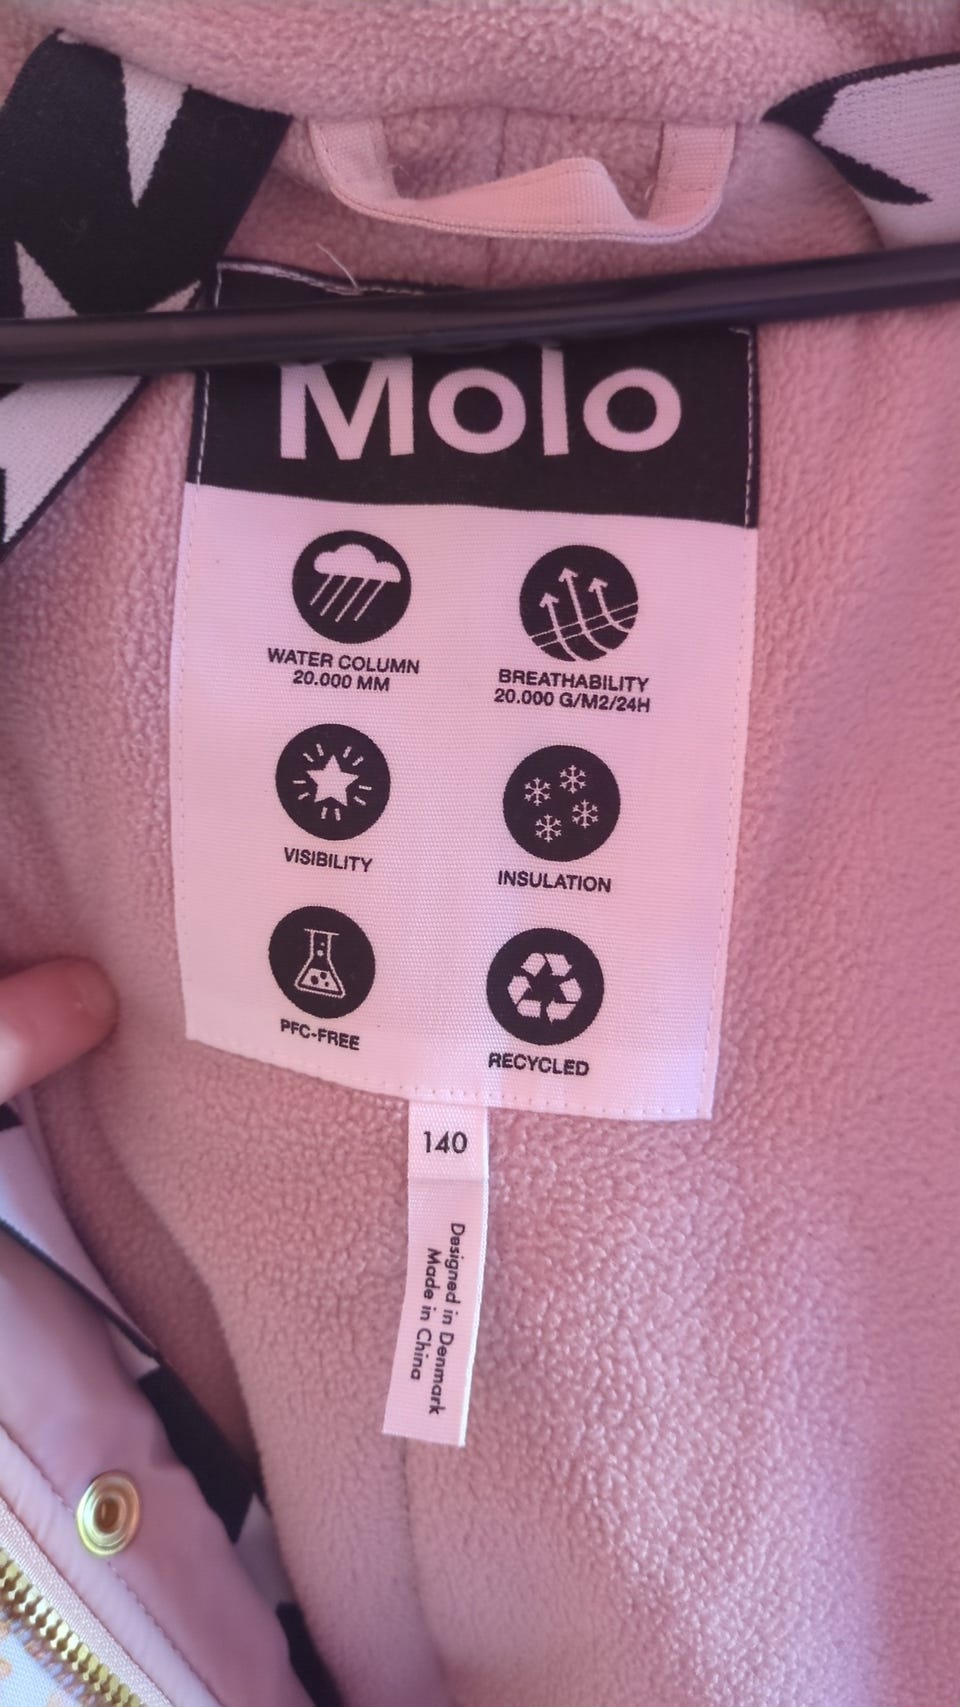 Molo
WATER COLUMN
20.000 MM
BREATHABILITY
20.000 G/M2/24H
VISIBILITY
INSULATION
PFC-FREE
RECYCLED
140
Designed in Denmark
Made in China